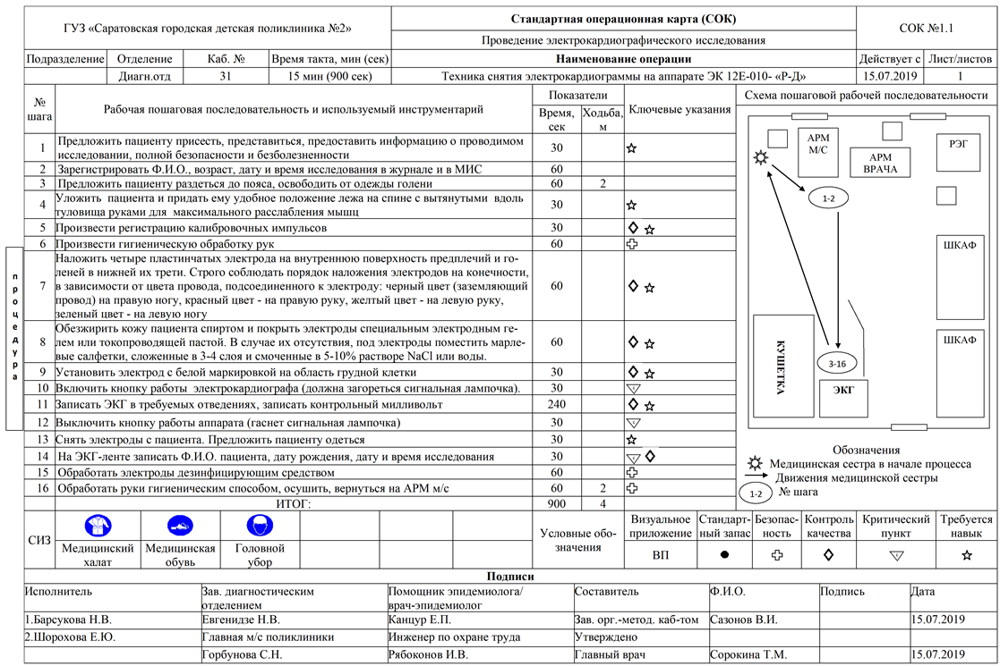 ГУЗ «Саратовская городская детская поликлиника №2»
Стандартная операционная карта (СОК)
СОК №1.1
Проведение электрокардиографического исследования
Подразделение
Отделение
Каб. №
Время такта, мин (сек)
Наименование операции
Действует с
Лист/листов
Диагн.отд
31
15 мин (900 сек)
Техника снятия электрокардиограммы на аппарате ЭК 12Е-010- «Р-Д»
15.07.2019
1
№
шага
Рабочая пошаговая последовательность и используемый инструментарий
Показатели
Время,
сек
Ходьба,
м
Ключевые указания
Схема пошаговой рабочей последовательности
1
Предложить пациенту присесть, представиться, предоставить информацию о проводимом
исследовании, полной безопасности и безболезненности
30
2
Зарегистрировать Ф.И.О., возраст, дату и время исследования в журнале и в МИС
60
3
Предложить пациенту раздеться до пояса, освободить от одежды голени
60
2
4
Уложить пациента и придать ему удобное положение лежа на спине с вытянутыми вдоль
туловища руками для максимального расслабления мышц
30
5
Произвести регистрацию калибровочных импульсов
30
6
Произвести гигиеническую обработку рук
60
7
Наложить четыре пластинчатых электрода на внутреннюю поверхность предплечий и го-
леней в нижней их трети. Строго соблюдать порядок наложения электродов на конечности,
в зависимости от цвета провода, подсоединенного к электроду: черный цвет (заземляющий
провод) на правую ногу, красный цвет - на правую руку, желтый цвет - на левую руку,
зеленый цвет - на левую ногу
60
8
Обезжирить кожу пациента спиртом и покрыть электроды специальным электродным ге-
лем или токопроводящей пастой. В случае их отсутствия, под электроды поместить марле-
вые салфетки, сложенные в 3-4 слоя и смоченные в 5-10% растворе NaCl или воды.
60
9
Установить электрод с белой маркировкой на область грудной клетки
30
10
Включить кнопку работы электрокардиографа (должна загореться сигнальная лампочка).
30
11
Записать ЭКГ в требуемых отведениях, записать контрольный милливольт
240
12
Выключить кнопку работы аппарата (гаснет сигнальная лампочка)
30
13
Снять электроды с пациента. Предложить пациенту одеться
30
14
На ЭКГ-ленте записать Ф.И.О. пациента, дату рождения, дату и время исследования
30
15
Обработать электроды дезинфицирующим средством
60
16
Обработать руки гигиеническим способом, осушить, вернуться на АРМ м/с
60
2
ИТОГ:
900
4
процедура
АРМ
М/С
АРМ
ВРАЧА
РЭГ
1-2
ШКАФ
ШКАФ
КУШЕТКА
3-16
ЭКГ
Обозначения
Медицинская сестра в начале процесса
Движения медицинской сестры
1-2
№ шага
СИЗ
Медицинский
халат
Медицинская
обувь
Головной
убор
Условные обо-
значения
Визуальное
приложение
Стандарт-
ный запас
Безопас-
ность
Контроль
качества
Критический
пункт
Требуется
навык
ВП
Подписи
Исполнитель
Зав. диагностическим
отделением
Помощник эпидемиолога/
врач-эпидемиолог
Составитель
Ф.И.О.
Подпись
Дата
1.Барсукова Н.В.
Евгенидзе Н.В.
Канцур Е.П.
Зав. орг.-метод. каб-том
Сазонов В.И.
15.07.2019
2.Шорохова Е.Ю.
Главная м/с поликлиники
Инженер по охране труда
Утверждено
Горбунова С.Н.
Рябоконов И.В.
Главный врач
Сорокина Т.М.
15.07.2019